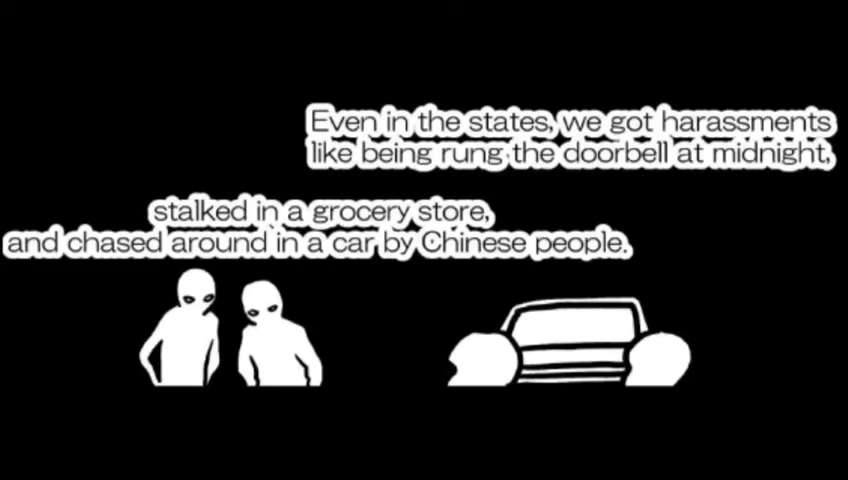 Even in the states, we got harassments
like being rung the doorbell at midnight,
stalked in a grocery store,
and chased around in a car by Chinese people.